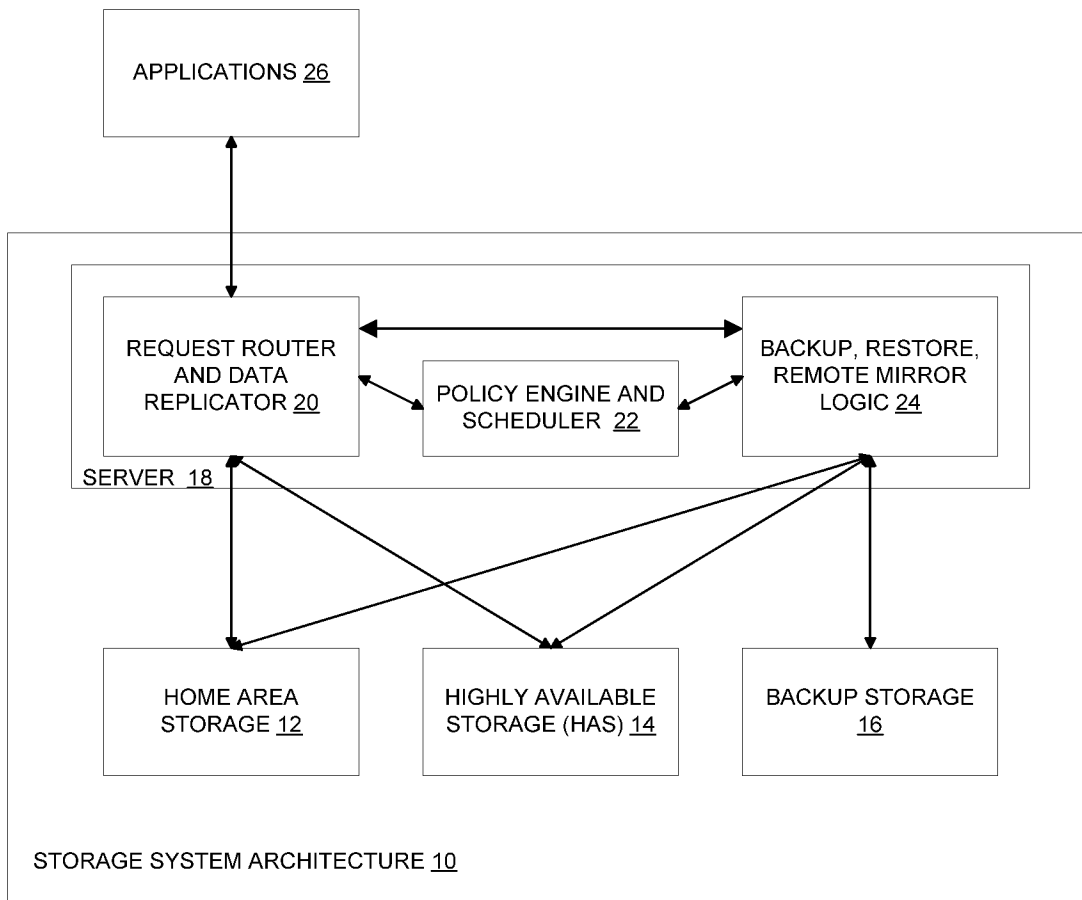 APPLICATIONS 26
REQUEST ROUTER
AND DATA
REPLICATOR 20
POLICY ENGINE AND
SCHEDULER 22
BACKUP, RESTORE,
REMOTE MIRROR
LOGIC 24
SERVER 18
HOME AREA
STORAGE 12
HIGHLY AVAILABLE
STORAGE (HAS) 14
BACKUP STORAGE
16
STORAGE SYSTEM ARCHITECTURE 10